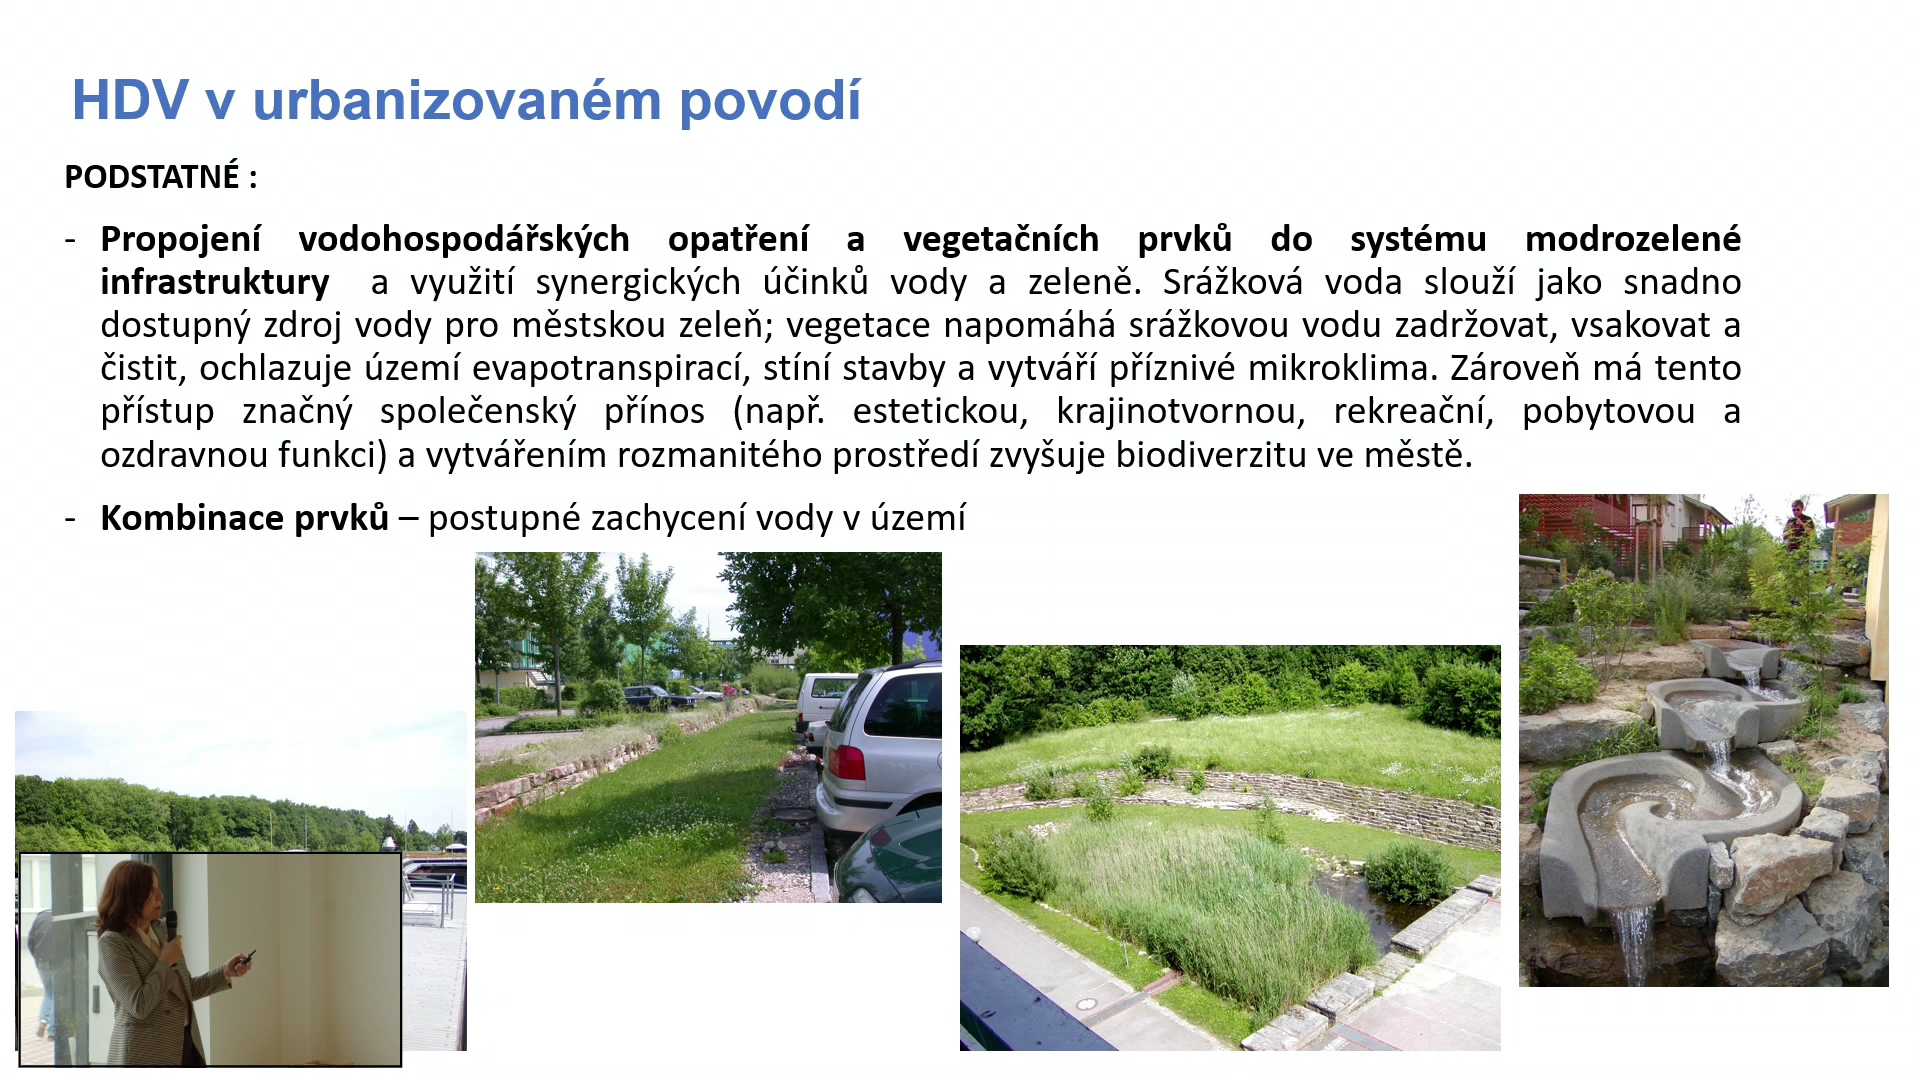 HDV v urbanizovaném povodí
PODSTATNÉ :
- Propojení vodohospodářských opatření a vegetačních prvků do systému modrozelené
infrastruktury a využití synergických účinků vody a zeleně. Srážková voda slouží jako snadno
dostupný zdroj vody pro městskou zeleň; vegetace napomáhá srážkovou vodu zadržovat, vsakovat a
čistit, ochlazuje území evapotranspirací, stíní stavby a vytváří příznivé mikroklima. Zároveň má tento
přístup značný společenský přínos (např. estetickou, krajinotvornou, rekreační, pobytovou a
ozdravnou funkci) a vytvářením rozmanitého prostředí zvyšuje biodiverzitu ve městě.
- Kombinace prvků – postupné zachycení vody v území